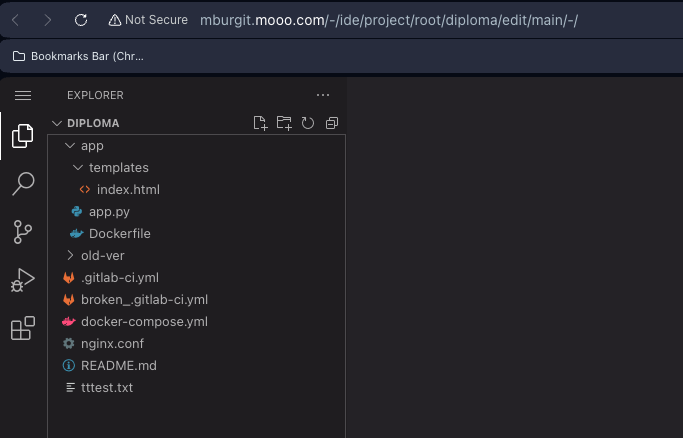 Not Secure mburgit.mooo.com/-/ide/project/root/diploma/edit/main/-/
Bookmarks Bar (Chr...
EXPLORER
DIPLOMA
app
templates
index.html
app.py
Dockerfile
old-ver
.gitlab-ci.yml
broken_.gitlab-ci.yml
docker-compose.yml
nginx.conf
README.md
tttest.txt